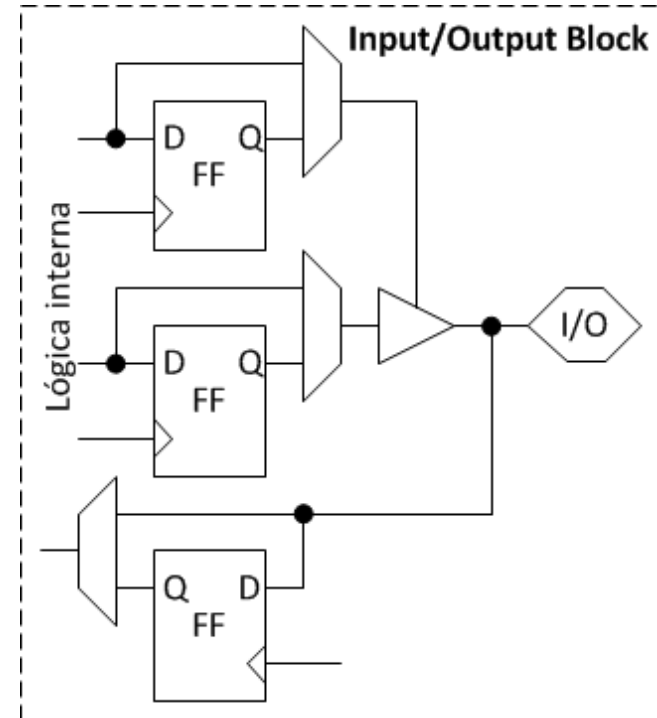 Input/Output Block
D Q
FF
Lógica interna
D Q
FF
I/O
Q D
FF